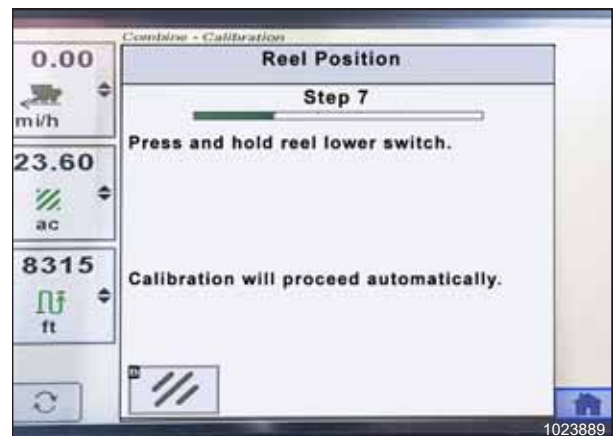 Combine - Calibration
Reel Position
Step 7
Press and hold reel lower switch.
Calibration will proceed automatically.
0.00
mi/h
23.60
ac
8315
ft
1023889